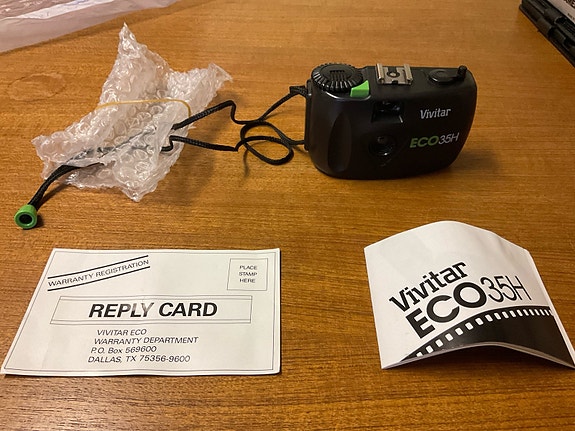 Vivitar
ECO35H
WARRANTY REGISTRATION
PLACE
STAMP
HERE
REPLY CARD
VIVITAR ECO
WARRANTY DEPARTMENT
P.O. Box 569600
DALLAS, TX 75356-9600
Vivitar
ECO35H